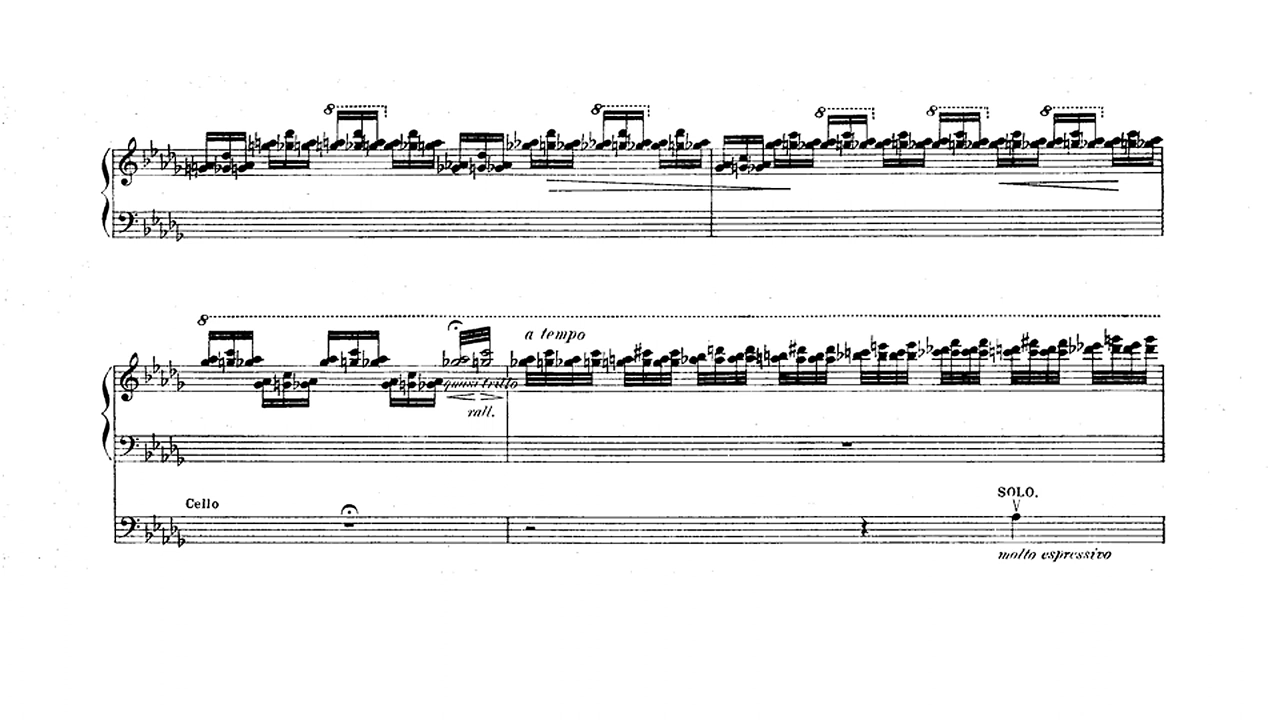 8
8
8 8 8
8
a tempo
quasi trillo
rall.
Cello
SOLO.
molto espressivo